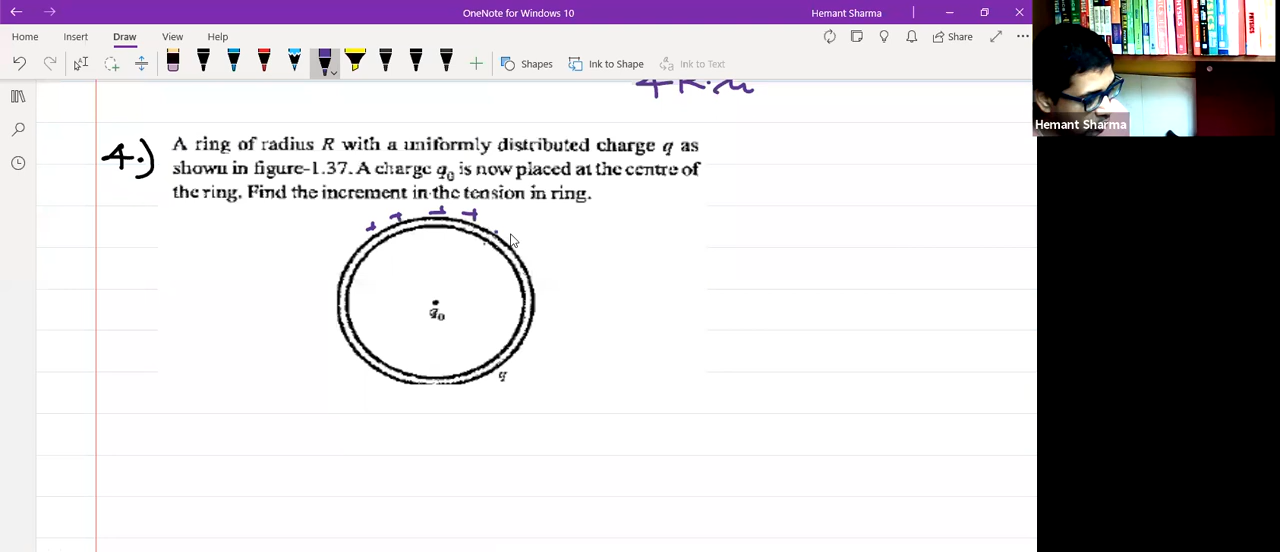 OneNote for Windows 10
Hemant Sharma
Home
Insert
Draw
View
Help
Share
Shapes
Ink to Shape
Ink to Text
Hemant Sharma
4.)
A ring of radius R with a uniformly distributed charge q as
shown in figure-1.37. A charge q₀ is now placed at the centre of
the ring. Find the increment in the tension in ring.
q₀
q